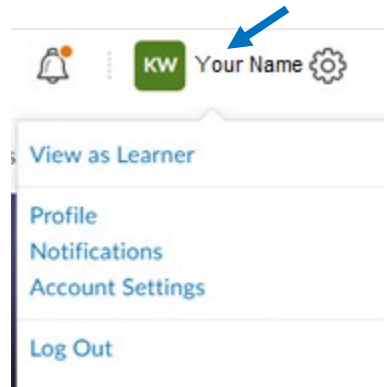 KW Your Name
View as Learner
Profile
Notifications
Account Settings
Log Out